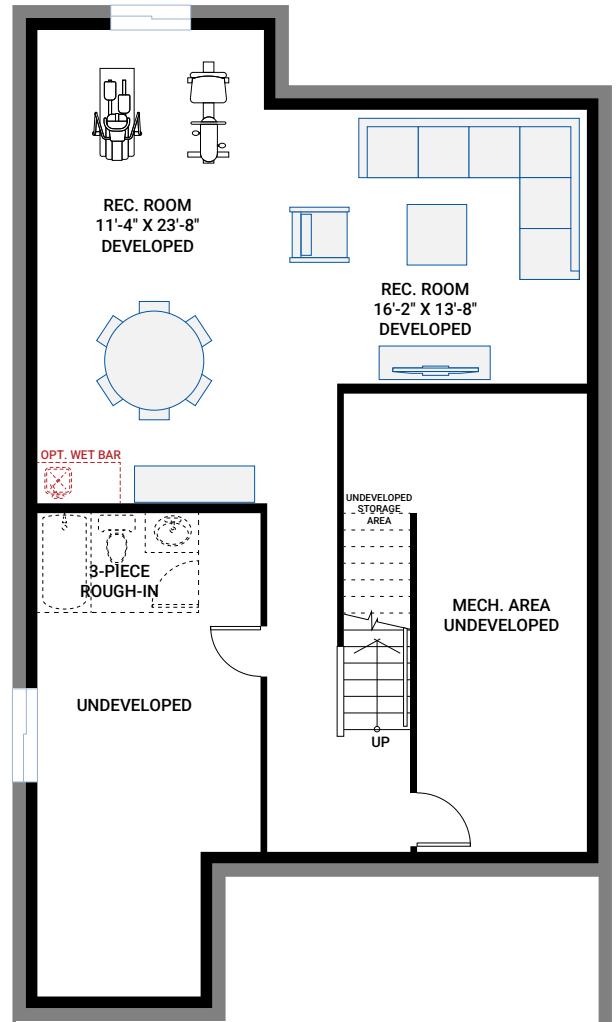 REC. ROOM
11'-4" X 23'-8"
DEVELOPED
REC. ROOM
16'-2" X 13'-8"
DEVELOPED
OPT. WET BAR
UNDEVELOPED
STORAGE
AREA
3-PIECE
ROUGH-IN
MECH. AREA
UNDEVELOPED
UNDEVELOPED
UP